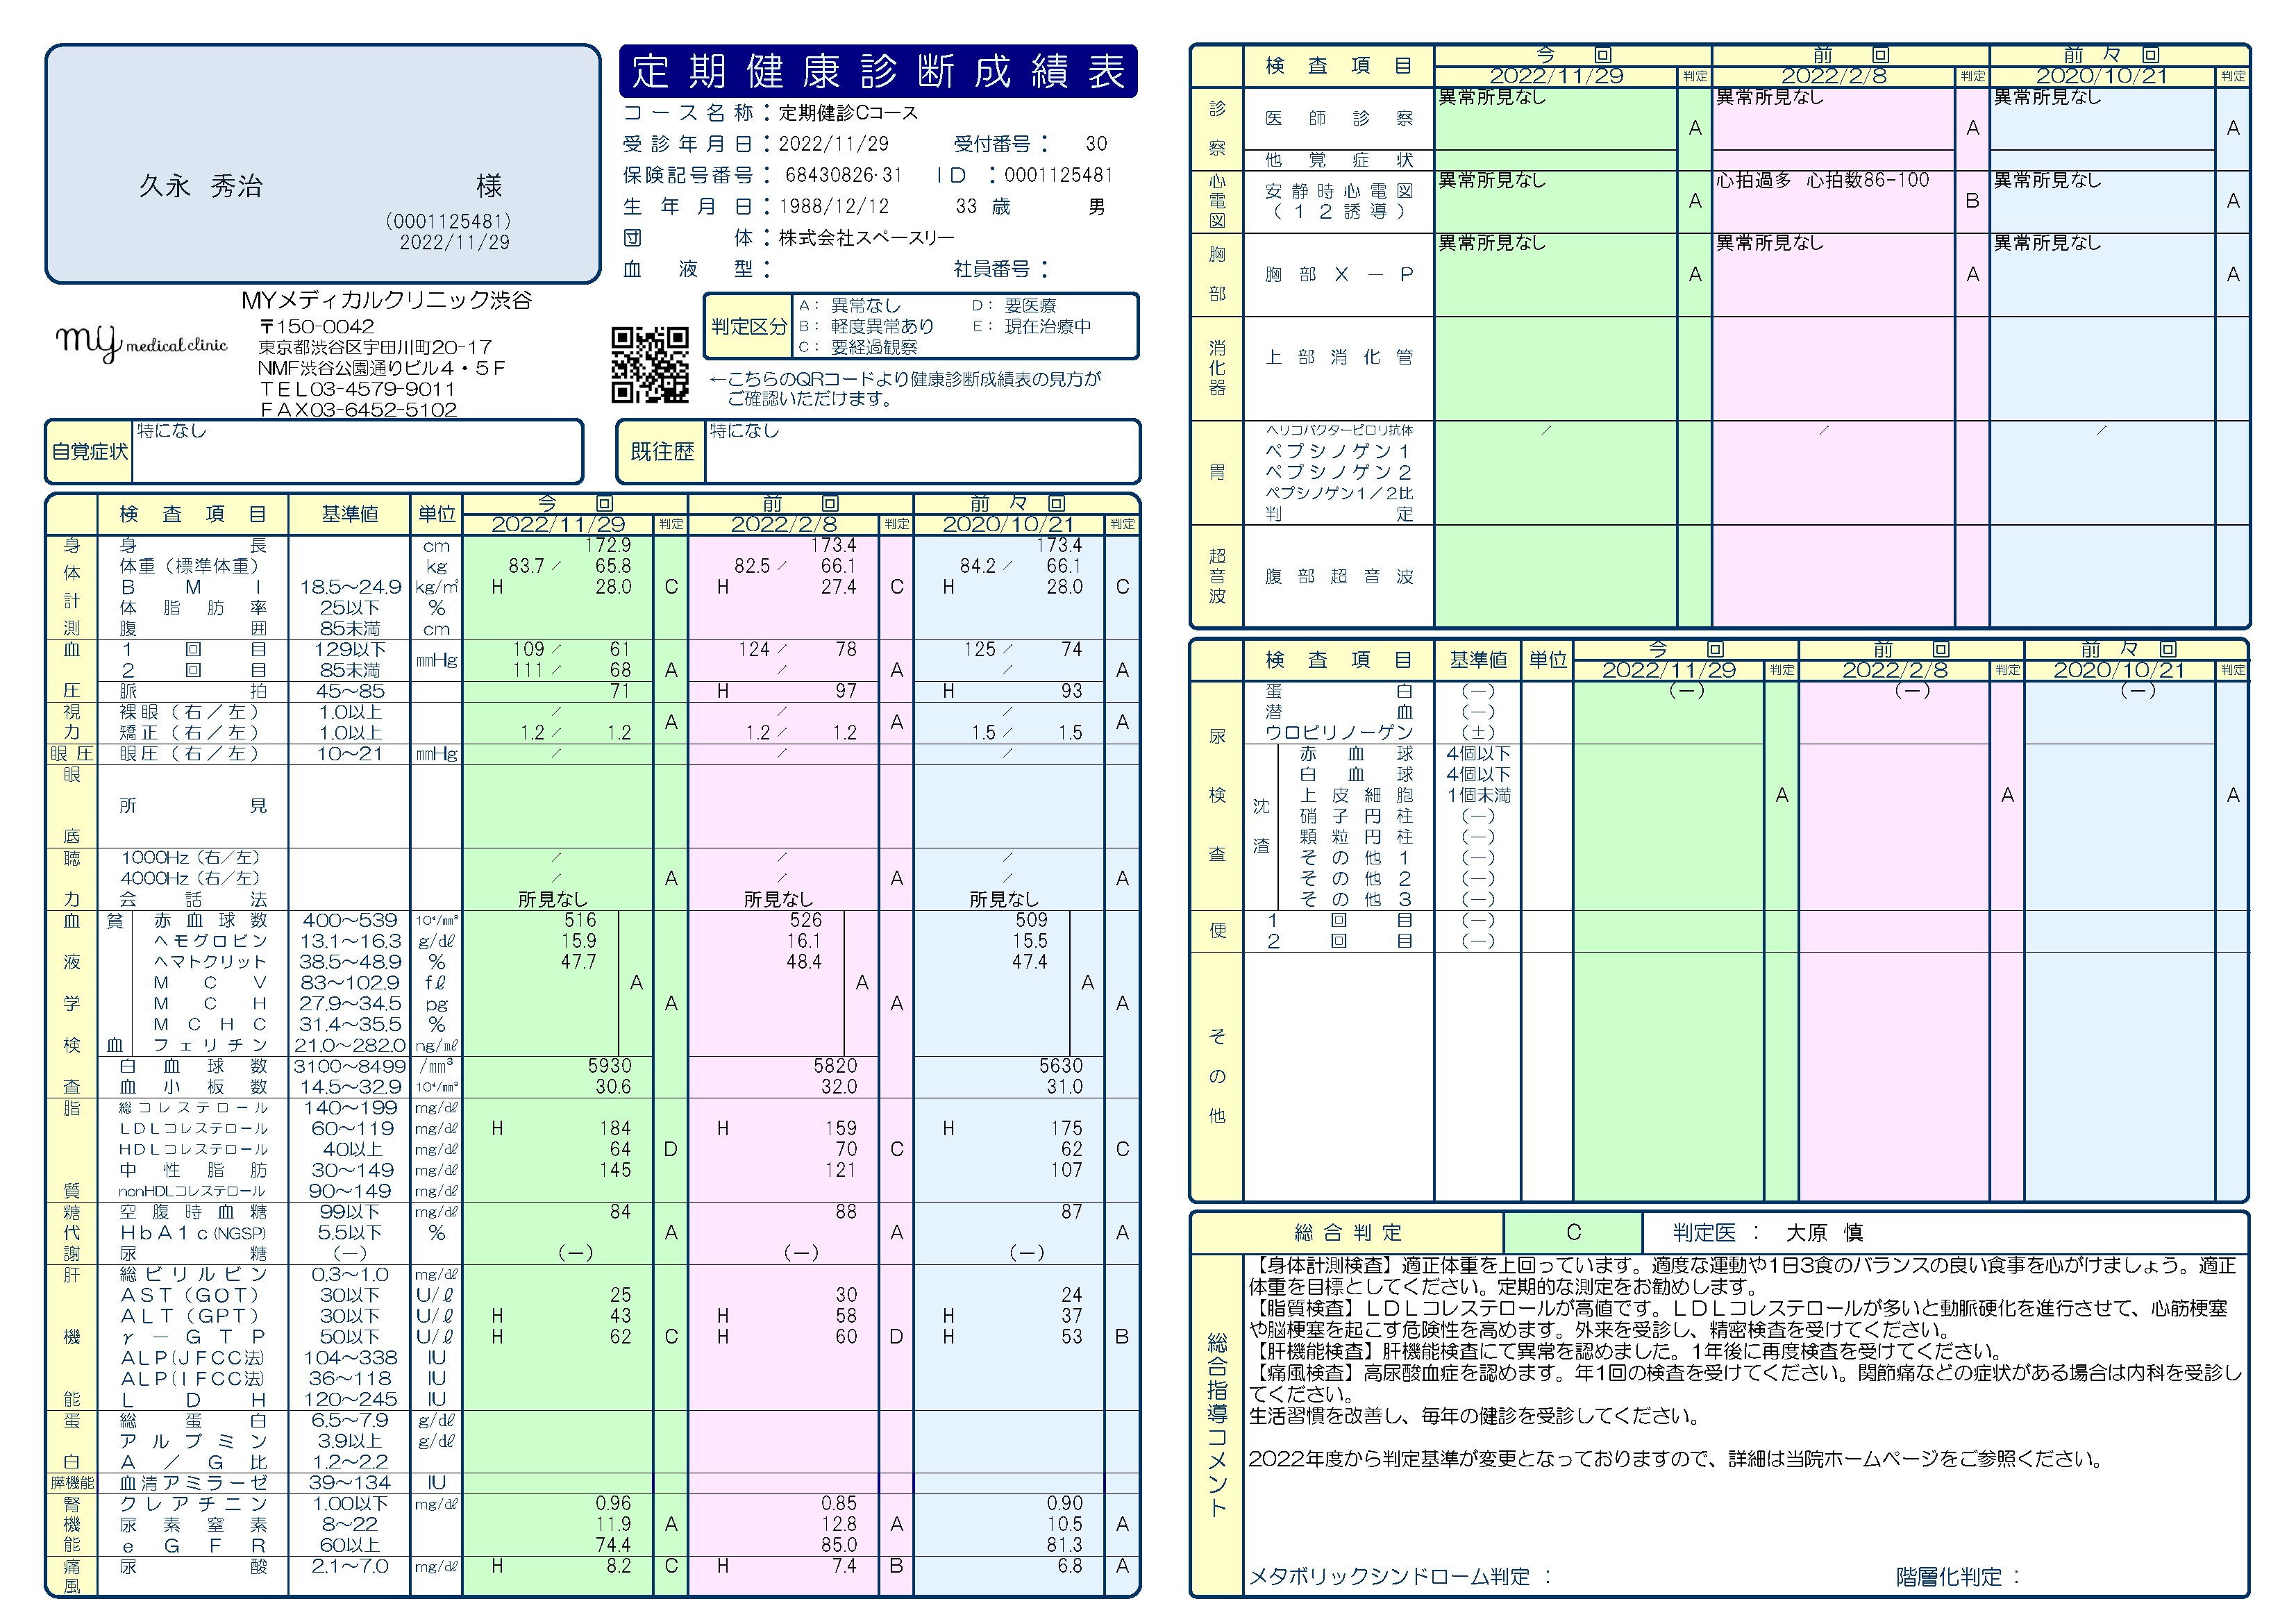 定期健康診断成績表
久永 秀治 様
(0001125481)
2022/11/29
コース名称：定期健診Cコース
受診年月日：2022/11/29 受付番号： 30
保険記号番号： 68430826·31 ＩＤ ：0001125481
生年月日：1988/12/12 33 歳 男
団体：株式会社スペースリー
血液型： 社員番号：
my medical clinic
MYメディカルクリニック渋谷
〒150-0042
東京都渋谷区宇田川町20-17
NMF渋谷公園通りビル4・5F
ＴＥＬ03-4579-9011
ＦＡＸ03-6452-5102
判定区分
A： 異常なし D： 要医療
B： 軽度異常あり E： 現在治療中
C： 要経過観察
←こちらのQRコードより健康診断成績表の見方が
ご確認いただけます。
自覚症状 特になし
既往歴 特になし
検査項目 基準値 単位 今回 前回 前々回
2022/11/29 判定 2022/2/8 判定 2020/10/21 判定
身体計測
身長 cm 172.9 173.4 173.4
体重（標準体重） kg 83.7／ 65.8 82.5／ 66.1 84.2／ 66.1
BMI 18.5～24.9 kg/㎡ H 28.0 C H 27.4 C H 28.0 C
体脂肪率 25以下 %
腹囲 85未満 cm
血圧
1回目 129以下 ㎜Hg 109／ 61 124／ 78 125／ 74
2回目 85未満 111／ 68 A ／ A ／ A
脈拍 45～85 71 H 97 H 93
視力
裸眼（右／左） 1.0以上 ／ ／ ／
A A A
矯正（右／左） 1.0以上 1.2／ 1.2 1.2／ 1.2 1.5／ 1.5
眼圧 眼圧（右／左） 10～21 ㎜Hg ／ ／ ／
眼底 所見
聴力
1000Hz（右／左） ／ ／ ／
4000Hz（右／左） ／ A ／ A ／ A
会話法 所見なし 所見なし 所見なし
血液学検査
貧血
赤血球数 400～539 10⁴/㎜³ 516 526 509
ヘモグロビン 13.1～16.3 g/㎗ 15.9 16.1 15.5
ヘマトクリット 38.5～48.9 % 47.7 48.4 47.4
MCV 83～102.9 fℓ A A A
MCH 27.9～34.5 pg A A A
MCHC 31.4～35.5 %
フェリチン 21.0～282.0 ng/㎖
白血球数 3100～8499 /㎜³ 5930 5820 5630
血小板数 14.5～32.9 10⁴/㎜³ 30.6 32.0 31.0
脂質
総コレステロール 140～199 mg/㎗
LDLコレステロール 60～119 mg/㎗ H 184 H 159 H 175
HDLコレステロール 40以上 mg/㎗ 64 D 70 C 62 C
中性脂肪 30～149 mg/㎗ 145 121 107
nonHDLコレステロール 90～149 mg/㎗
糖代謝
空腹時血糖 99以下 mg/㎗ 84 88 87
HbA1c(NGSP) 5.5以下 % A A A
尿糖 （－） （－） （－） （－）
肝機能
総ビリルビン 0.3～1.0 mg/㎗
AST（GOT） 30以下 U/ℓ 25 30 24
ALT（GPT） 30以下 U/ℓ H 43 H 58 H 37
γ－GTP 50以下 U/ℓ H 62 C H 60 D H 53 B
ALP(JFCC法) 104～338 IU
ALP(IFCC法) 36～118 IU
LDH 120～245 IU
蛋白
総蛋白 6.5～7.9 g/㎗
アルブミン 3.9以上 g/㎗
A／G比 1.2～2.2
膵機能 血清アミラーゼ 39～134 IU
腎機能
クレアチニン 1.00以下 mg/㎗ 0.96 0.85 0.90
尿素窒素 8～22 11.9 A 12.8 A 10.5 A
eGFR 60以上 74.4 85.0 81.3
痛風 尿酸 2.1～7.0 mg/㎗ H 8.2 C H 7.4 B 6.8 A
検査項目 今回 前回 前々回
2022/11/29 判定 2022/2/8 判定 2020/10/21 判定
診察
医師診察 異常所見なし A 異常所見なし A 異常所見なし A
他覚症状
心電図
安静時心電図（12誘導） 異常所見なし A 心拍過多 心拍数86-100 B 異常所見なし A
胸部
胸部X－P 異常所見なし A 異常所見なし A 異常所見なし A
消化器 上部消化管
胃
ヘリコバクターピロリ抗体 ／ ／ ／
ペプシノゲン1
ペプシノゲン2
ペプシノゲン1／2比
判定
超音波 腹部超音波
検査項目 基準値 単位 今回 前回 前々回
2022/11/29 判定 2022/2/8 判定 2020/10/21 判定
尿検査
蛋白 （－） （－） （－） （－）
潜血 （－）
ウロビリノーゲン （±）
沈渣
赤血球 4個以下
白血球 4個以下
上皮細胞 1個未満 A A A
硝子円柱 （－）
顆粒円柱 （－）
その他1 （－）
その他2 （－）
その他3 （－）
便
1回目 （－）
2回目 （－）
その他
総合判定 C 判定医 ： 大原 慎
総合指導コメント
【身体計測検査】適正体重を上回っています。適度な運動や1日3食のバランスの良い食事を心がけましょう。適正
体重を目標としてください。定期的な測定をお勧めします。
【脂質検査】ＬＤＬコレステロールが高値です。ＬＤＬコレステロールが多いと動脈硬化を進行させて、心筋梗塞
や脳梗塞を起こす危険性を高めます。外来を受診し、精密検査を受けてください。
【肝機能検査】肝機能検査にて異常を認めました。1年後に再度検査を受けてください。
【痛風検査】高尿酸血症を認めます。年1回の検査を受けてください。関節痛などの症状がある場合は内科を受診し
てください。
生活習慣を改善し、毎年の健診を受診してください。
2022年度から判定基準が変更となっておりますので、詳細は当院ホームページをご参照ください。
メタボリックシンドローム判定 ： 階層化判定 ：